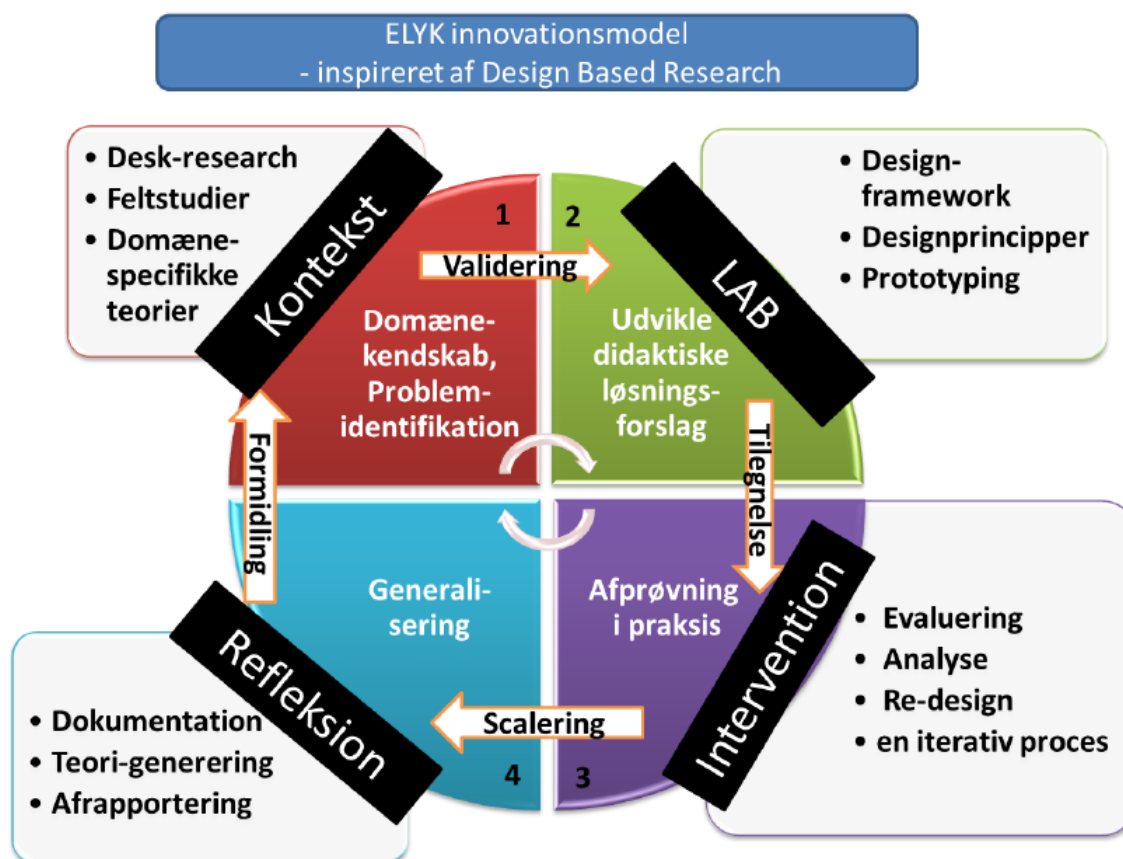 ELYK innovationsmodel
- inspireret af Design Based Research
• Desk-research
• Feltstudier
• Domæne-
specifikke
teorier
Kontekst
1
Domæne-
kendskab,
Problem-
identifikation
Validering
2
Udvikle
didaktiske
løsnings-
forslag
LAB
• Design-
framework
• Designprincipper
• Prototyping
Tilegnelse
3
Afprøvning
i praksis
Intervention
• Evaluering
• Analyse
• Re-design
• en iterativ proces
Scalering
4
Generali-
sering
Refleksion
• Dokumentation
• Teori-generering
• Afrapportering
Formidling